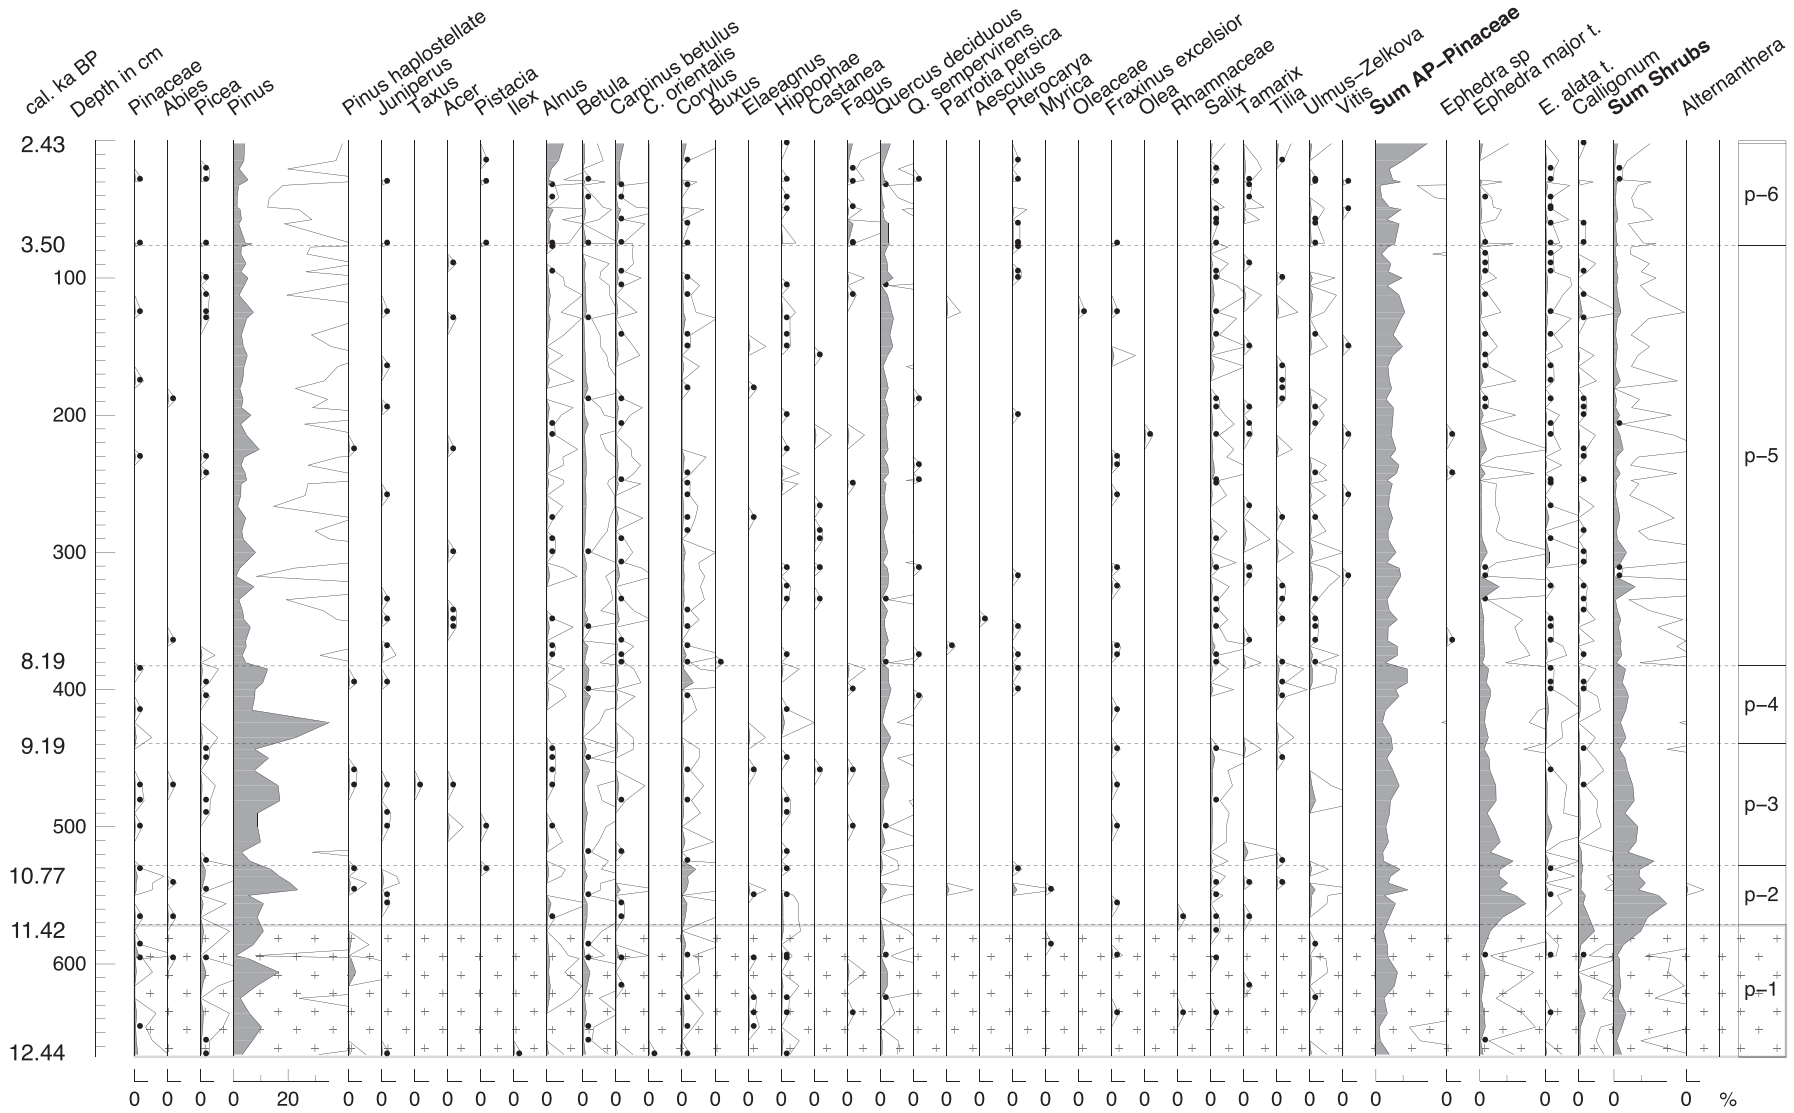 cal. ka BP
Depth in cm
Pinaceae
Abies
Picea
Pinus
Pinus haplostellate
Juniperus
Taxus
Acer
Pistacia
Ilex
Alnus
Betula
Carpinus betulus
C. orientalis
Corylus
Buxus
Elaeagnus
Hippophae
Castanea
Fagus
Quercus deciduous
Q. sempervirens
Parrotia persica
Aesculus
Pterocarya
Myrica
Oleaceae
Fraxinus excelsior
Olea
Rhamnaceae
Salix
Tamarix
Tilia
Ulmus–Zelkova
Vitis
Sum AP–Pinaceae
Ephedra sp
Ephedra major t.
E. alata t.
Calligonum
Sum Shrubs
Alternanthera
2.43
p–6
3.50
100
200
p–5
300
8.19
400
p–4
9.19
p–3
500
10.77
p–2
11.42
600
p–1
12.44
0 0 0 0 20 0 0 0 0 0 0 0 0 0 0 0 0 0 0 0 0 0 0 0 0 0 0 0 0 0 0 0 0 0 0 0 0 0 0 0 0 0 0 %